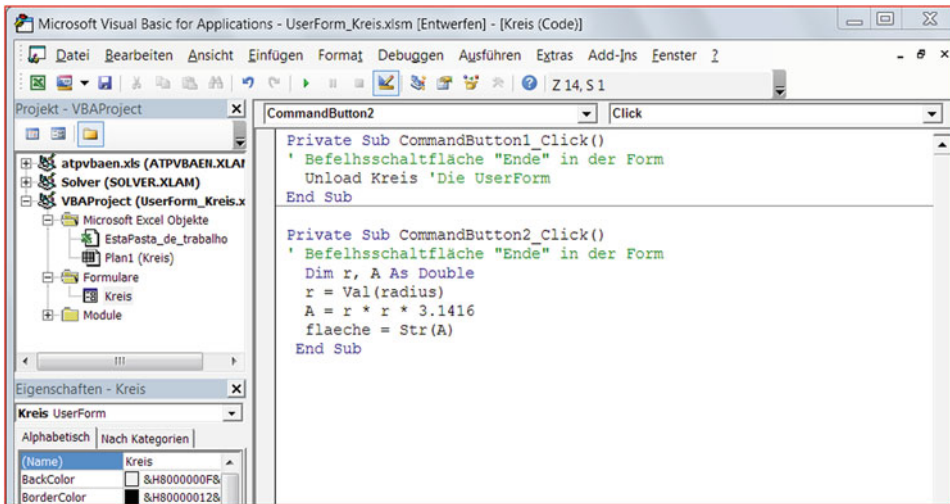 Microsoft Visual Basic for Applications - UserForm_Kreis.xlsm [Entwerfen] - [Kreis (Code)]
Datei Bearbeiten Ansicht Einfügen Format Debuggen Ausführen Extras Add-Ins Fenster ?
Z 14, S 1
Projekt - VBAProject
atpvbaen.xls (ATPVBAEN.XLAM
Solver (SOLVER.XLAM)
VBAProject (UserForm_Kreis.x
Microsoft Excel Objekte
EstaPasta_de_trabalho
Plan1 (Kreis)
Formulare
Kreis
Module
Eigenschaften - Kreis
Kreis UserForm
Alphabetisch Nach Kategorien
(Name) Kreis
BackColor &H8000000F&
BorderColor &H80000012&
CommandButton2 Click
Private Sub CommandButton1_Click()
' Befelhsschaltfläche "Ende" in der Form
Unload Kreis 'Die UserForm
End Sub
Private Sub CommandButton2_Click()
' Befelhsschaltfläche "Ende" in der Form
Dim r, A As Double
r = Val(radius)
A = r * r * 3.1416
flaeche = Str(A)
End Sub